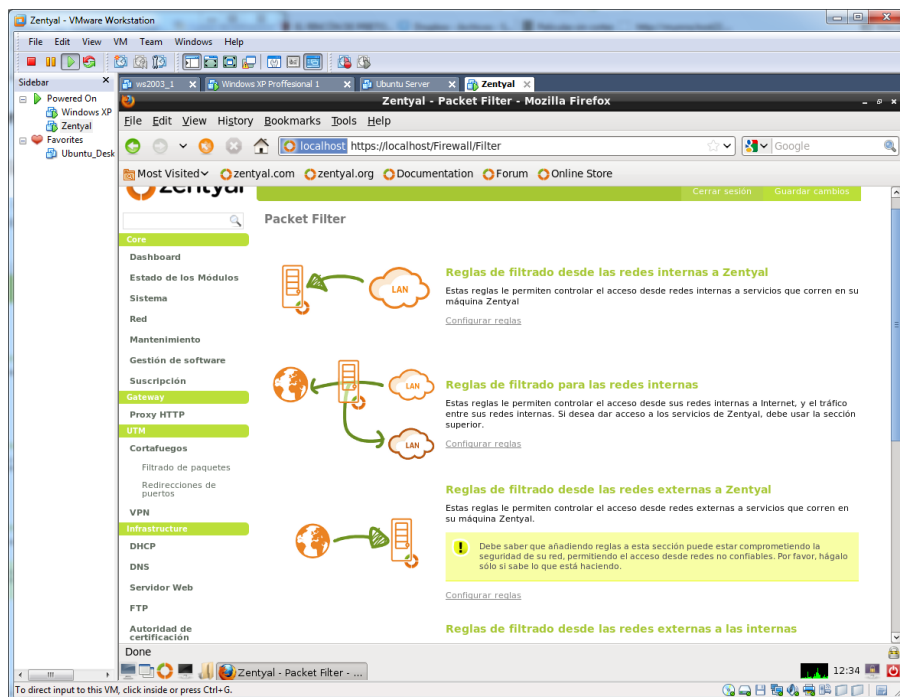 Zentyal - VMware Workstation
File Edit View VM Team Windows Help
Sidebar
Powered On
Windows XP
Zentyal
Favorites
Ubuntu_Desk
ws2003_1 Windows XP Proffesional 1 Ubuntu Server Zentyal
Zentyal - Packet Filter - Mozilla Firefox
File Edit View History Bookmarks Tools Help
localhost https://localhost/Firewall/Filter
Google
Most Visited zentyal.com zentyal.org Documentation Forum Online Store
zentyal
Cerrar sesión Guardar cambios
Core
Dashboard
Estado de los Módulos
Sistema
Red
Mantenimiento
Gestión de software
Suscripción
Gateway
Proxy HTTP
UTM
Cortafuegos
Filtrado de paquetes
Redirecciones de
puertos
VPN
Infrastructure
DHCP
DNS
Servidor Web
FTP
Autoridad de
certificación
Packet Filter
LAN
Reglas de filtrado desde las redes internas a Zentyal
Estas reglas le permiten controlar el acceso desde redes internas a servicios que corren en su
máquina Zentyal
Configurar reglas
LAN
LAN
Reglas de filtrado para las redes internas
Estas reglas le permiten controlar el acceso desde sus redes internas a Internet, y el tráfico
entre sus redes internas. Si desea dar acceso a los servicios de Zentyal, debe usar la sección
superior.
Configurar reglas
Reglas de filtrado desde las redes externas a Zentyal
Estas reglas le permiten controlar el acceso desde redes externas a servicios que corren en
su máquina Zentyal.
Debe saber que añadiendo reglas a esta sección puede estar comprometiendo la
seguridad de su red, permitiendo el acceso desde redes no confiables. Por favor, hágalo
sólo si sabe lo que está haciendo.
Configurar reglas
Reglas de filtrado desde las redes externas a las internas
Done
Zentyal - Packet Filter - ...
12:34
To direct input to this VM, click inside or press Ctrl+G.